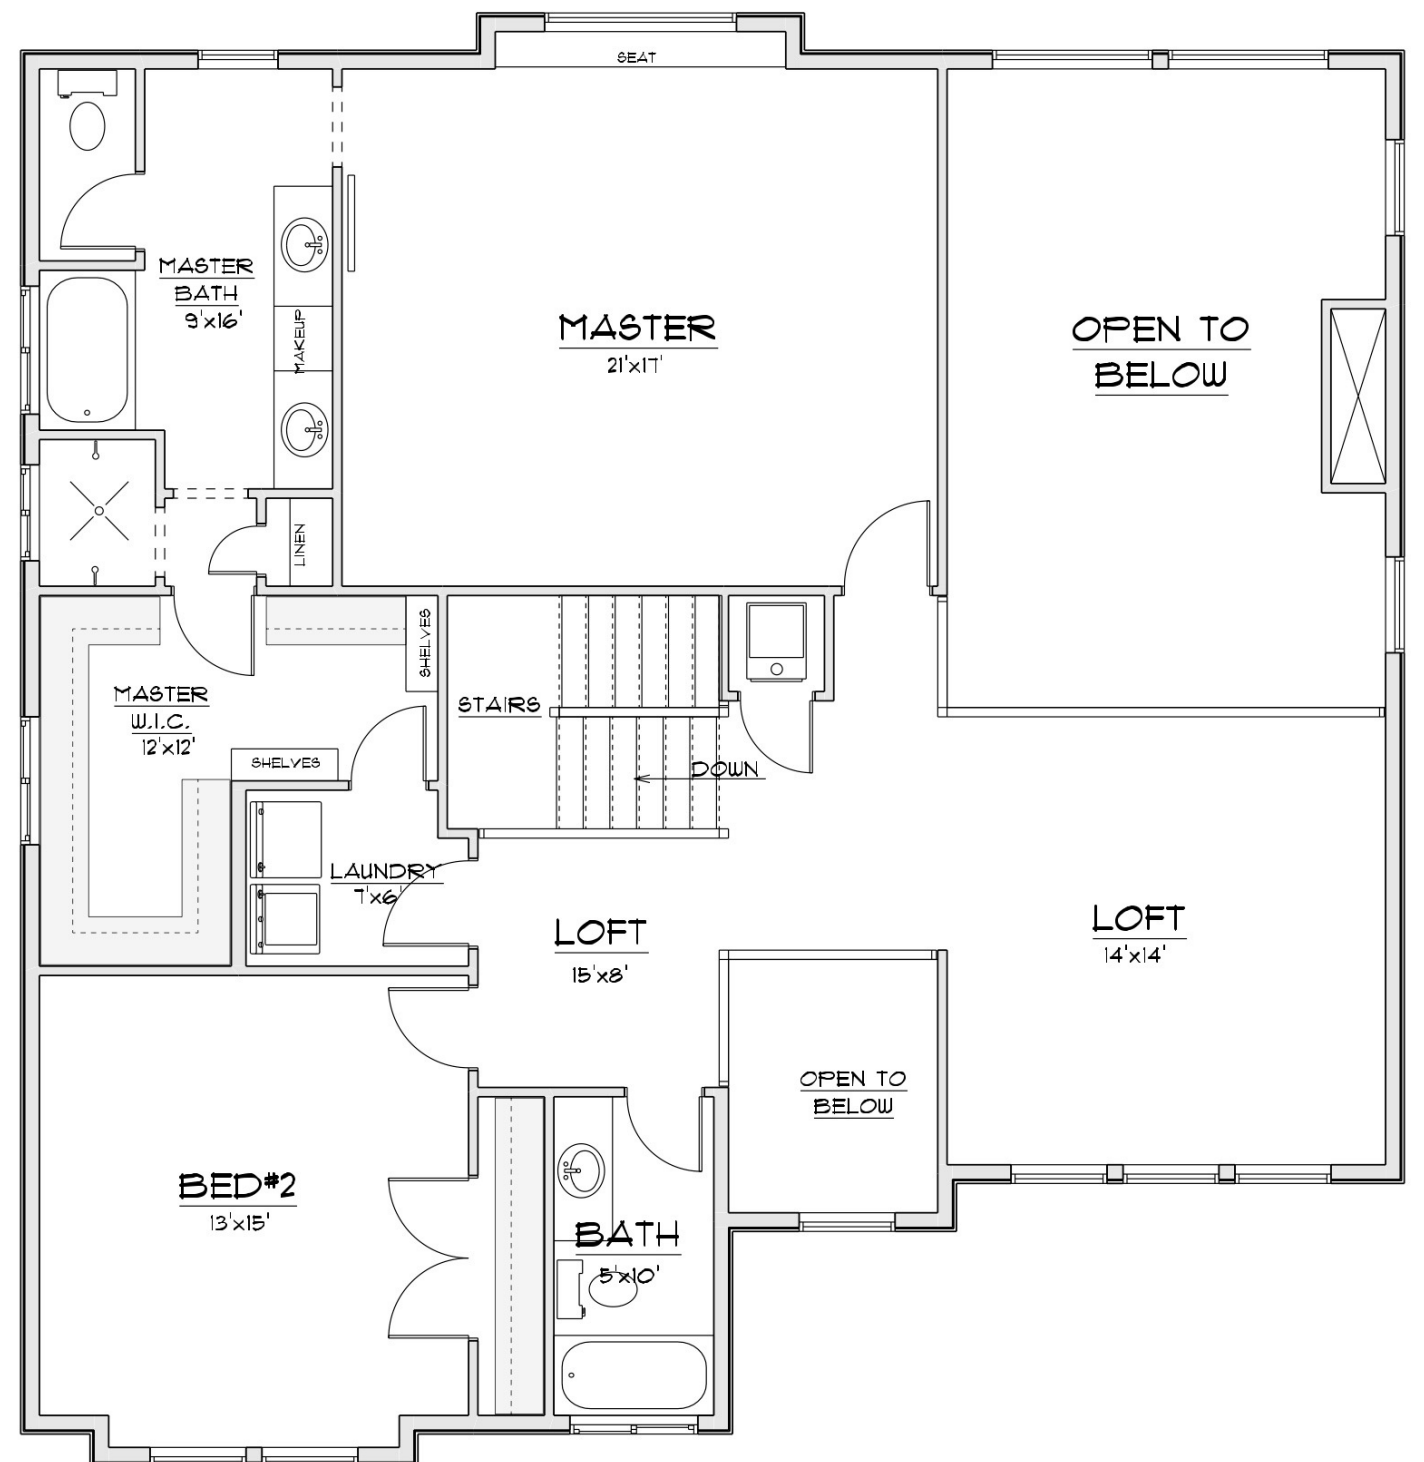 SEAT
MASTER
BATH
9'x16'
MAKEUP
MASTER
21'x17'
OPEN TO
BELOW
LINEN
SHELVES
MASTER
W.I.C.
12'x12'
STAIRS
SHELVES
DOWN
LAUNDRY
7'x6'
LOFT
15'x8'
LOFT
14'x14'
OPEN TO
BELOW
BED#2
13'x15'
BATH
5'x10'